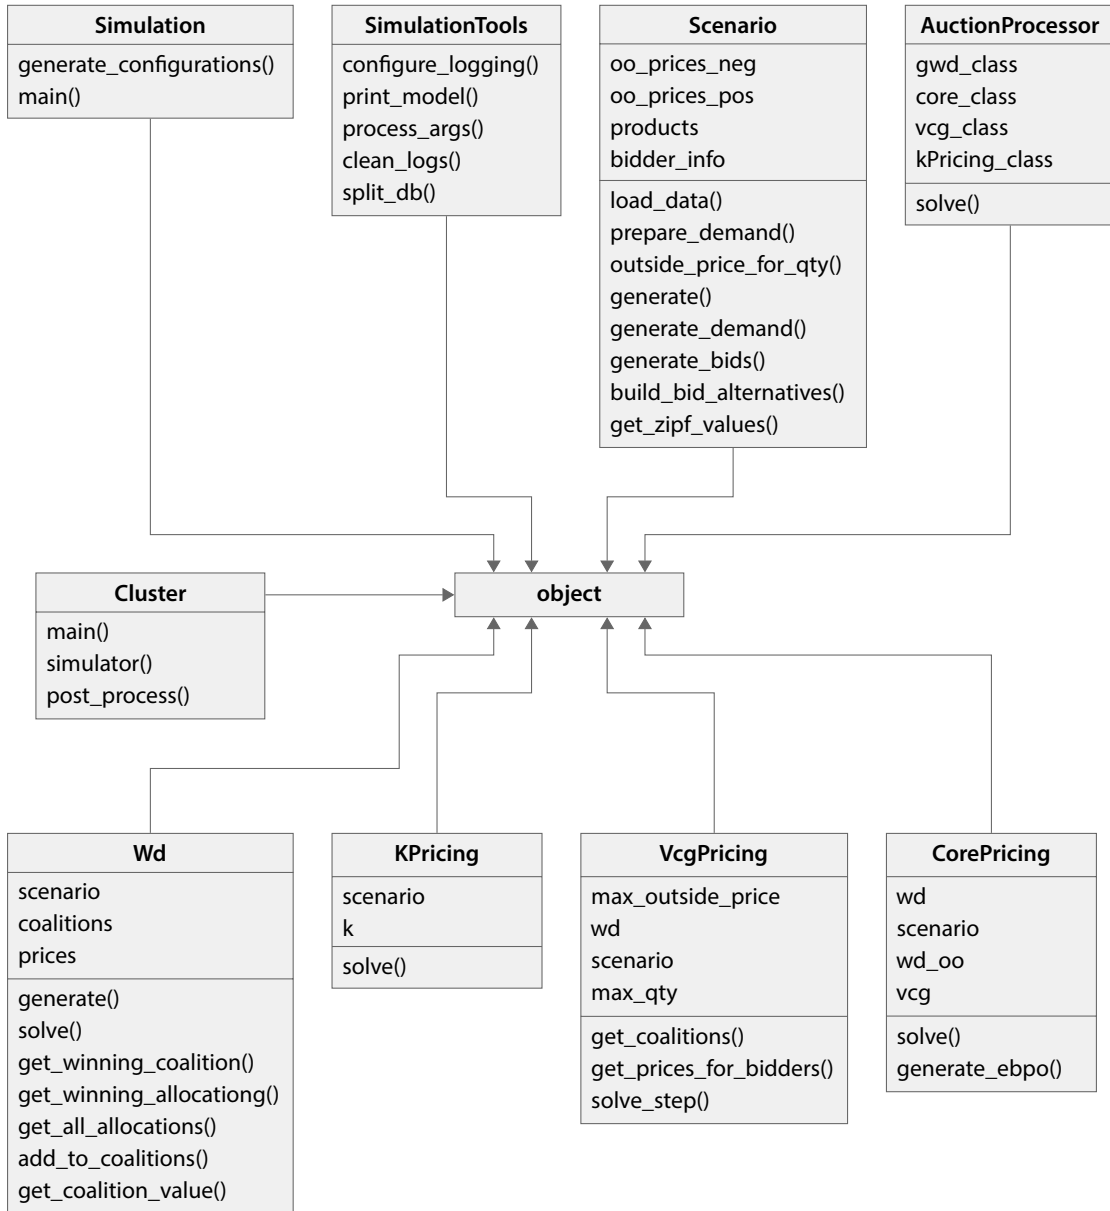 Simulation
generate_configurations()
main()
SimulationTools
configure_logging()
print_model()
process_args()
clean_logs()
split_db()
Scenario
oo_prices_neg
oo_prices_pos
products
bidder_info
load_data()
prepare_demand()
outside_price_for_qty()
generate()
generate_demand()
generate_bids()
build_bid_alternatives()
get_zipf_values()
AuctionProcessor
gwd_class
core_class
vcg_class
kPricing_class
solve()
Cluster
main()
simulator()
post_process()
object
Wd
scenario
coalitions
prices
generate()
solve()
get_winning_coalition()
get_winning_allocationg()
get_all_allocations()
add_to_coalitions()
get_coalition_value()
KPricing
scenario
k
solve()
VcgPricing
max_outside_price
wd
scenario
max_qty
get_coalitions()
get_prices_for_bidders()
solve_step()
CorePricing
wd
scenario
wd_oo
vcg
solve()
generate_ebpo()